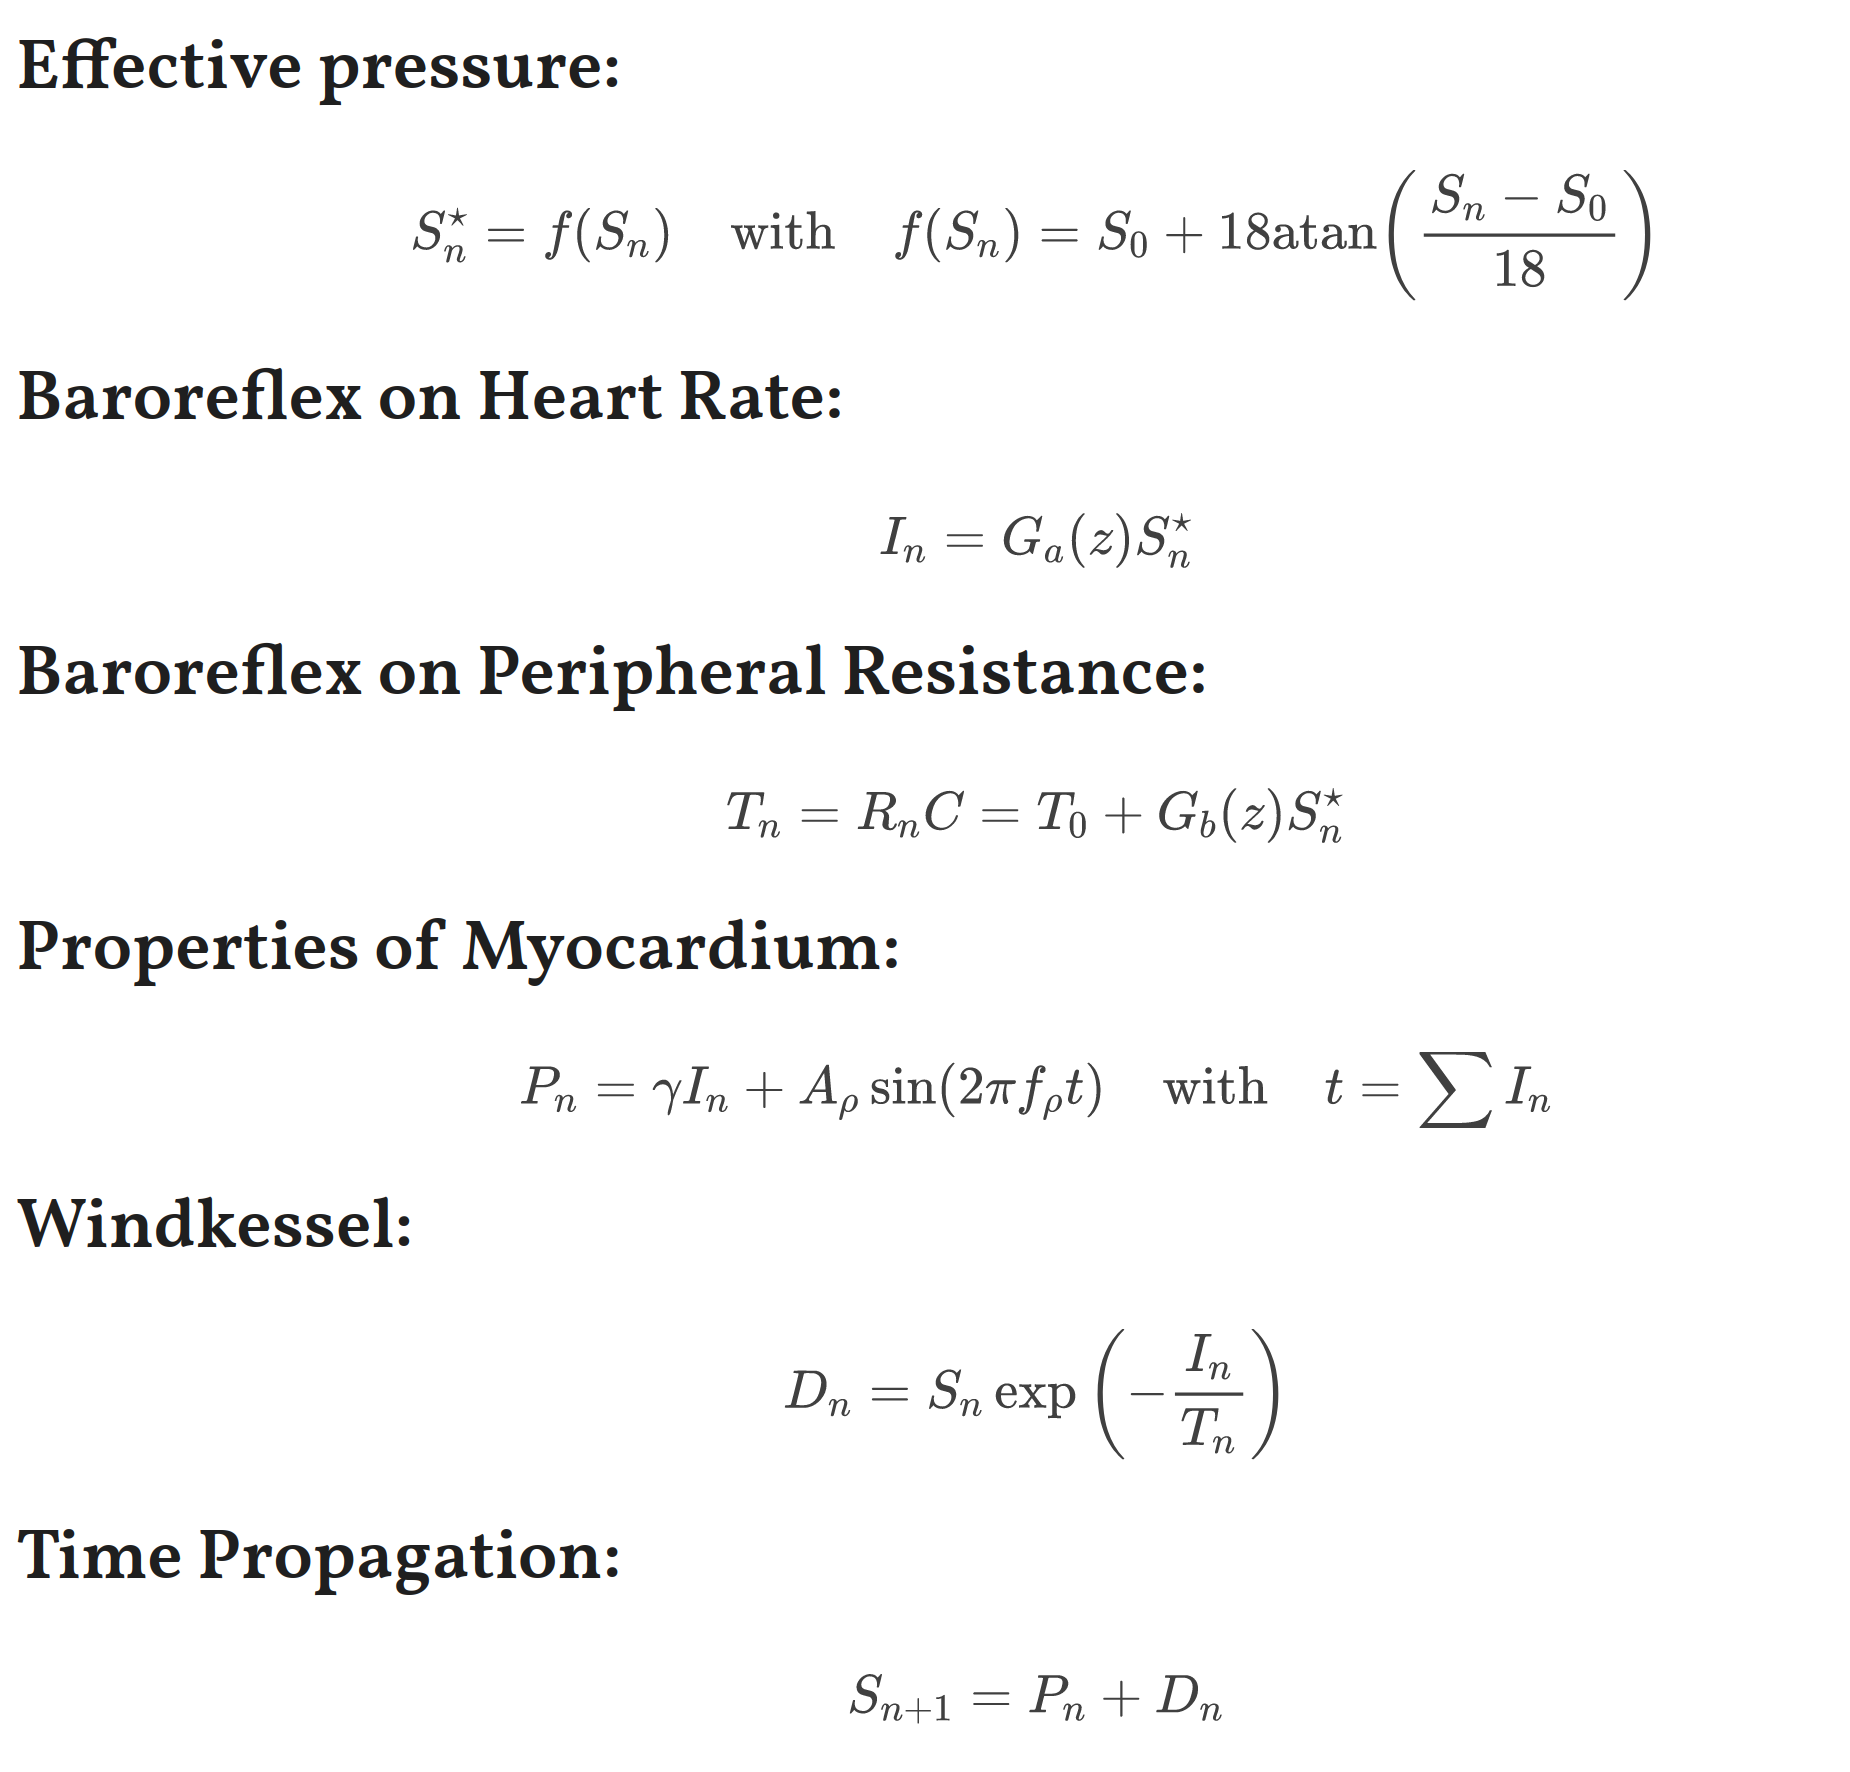 Effective pressure:
$S_n^\star = f(S_n) \quad \text{with} \quad f(S_n) = S_0 + 18\text{atan}\left(\frac{S_n - S_0}{18}\right)$
Baroreflex on Heart Rate:
$I_n = G_a(z)S_n^\star$
Baroreflex on Peripheral Resistance:
$T_n = R_nC = T_0 + G_b(z)S_n^\star$
Properties of Myocardium:
$P_n = \gamma I_n + A_\rho \sin(2\pi f_\rho t) \quad \text{with} \quad t = \sum I_n$
Windkessel:
$D_n = S_n \exp\left(-\frac{I_n}{T_n}\right)$
Time Propagation:
$S_{n+1} = P_n + D_n$